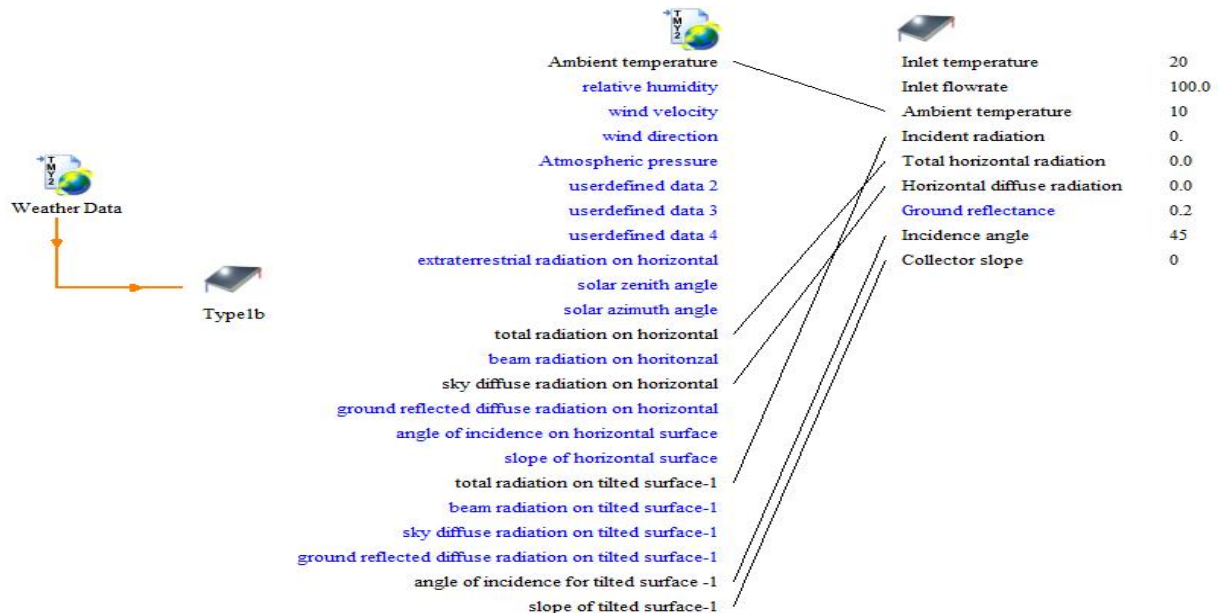 TMY2
Weather Data
Type1b
TMY2
Ambient temperature
relative humidity
wind velocity
wind direction
Atmospheric pressure
userdefined data 2
userdefined data 3
userdefined data 4
extraterrestrial radiation on horizontal
solar zenith angle
solar azimuth angle
total radiation on horizontal
beam radiation on horitonzal
sky diffuse radiation on horizontal
ground reflected diffuse radiation on horizontal
angle of incidence on horizontal surface
slope of horizontal surface
total radiation on tilted surface-1
beam radiation on tilted surface-1
sky diffuse radiation on tilted surface-1
ground reflected diffuse radiation on tilted surface-1
angle of incidence for tilted surface -1
slope of tilted surface-1
Inlet temperature 20
Inlet flowrate 100.0
Ambient temperature 10
Incident radiation 0.
Total horizontal radiation 0.0
Horizontal diffuse radiation 0.0
Ground reflectance 0.2
Incidence angle 45
Collector slope 0